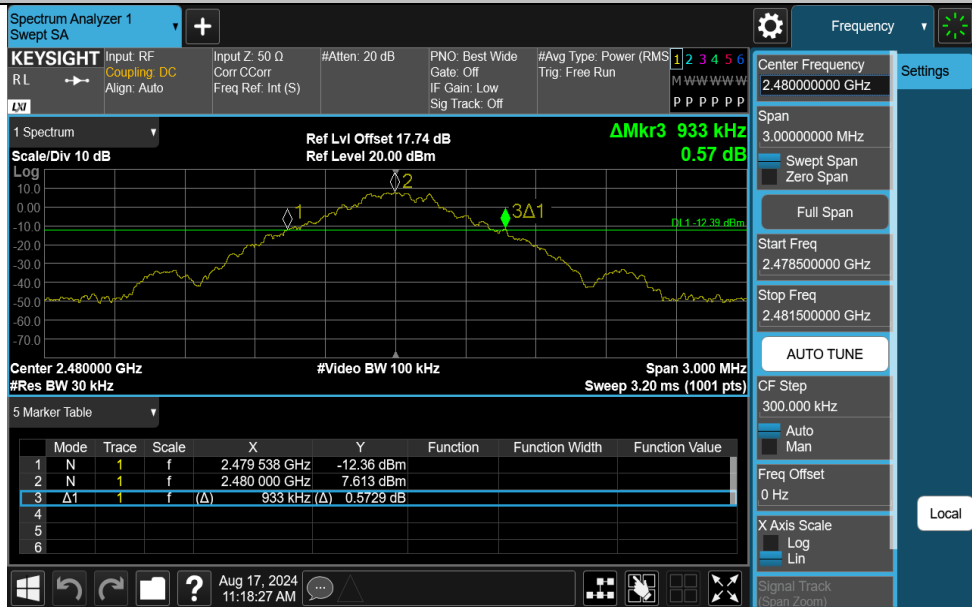 Spectrum Analyzer 1
Swept SA
+
Frequency
KEYSIGHT
RL
LXI
Input: RF
Coupling: DC
Align: Auto
Input Z: 50 Ω
Corr CCorr
Freq Ref: Int (S)
#Atten: 20 dB
PNO: Best Wide
Gate: Off
IF Gain: Low
Sig Track: Off
#Avg Type: Power (RMS
Trig: Free Run
1 2 3 4 5 6
M W W W W W
P P P P P P
1 Spectrum
Scale/Div 10 dB
Ref Lvl Offset 17.74 dB
Ref Level 20.00 dBm
ΔMkr3 933 kHz
0.57 dB
Log
10.0
0.00
-10.0
-20.0
-30.0
-40.0
-50.0
-60.0
-70.0
1
2
3Δ1
DL1 -12.39 dBm
Center 2.480000 GHz
#Video BW 100 kHz
Span 3.000 MHz
#Res BW 30 kHz
Sweep 3.20 ms (1001 pts)
5 Marker Table
Mode Trace Scale X Y Function Function Width Function Value
1 N 1 f 2.479 538 GHz -12.36 dBm
2 N 1 f 2.480 000 GHz 7.613 dBm
3 Δ1 1 f (Δ) 933 kHz (Δ) 0.5729 dB
4
5
6
Center Frequency
2.480000000 GHz
Span
3.00000000 MHz
Swept Span
Zero Span
Full Span
Start Freq
2.478500000 GHz
Stop Freq
2.481500000 GHz
AUTO TUNE
CF Step
300.000 kHz
Auto
Man
Freq Offset
0 Hz
X Axis Scale
Log
Lin
Signal Track
(Span Zoom)
Settings
Local
?
Aug 17, 2024
11:18:27 AM